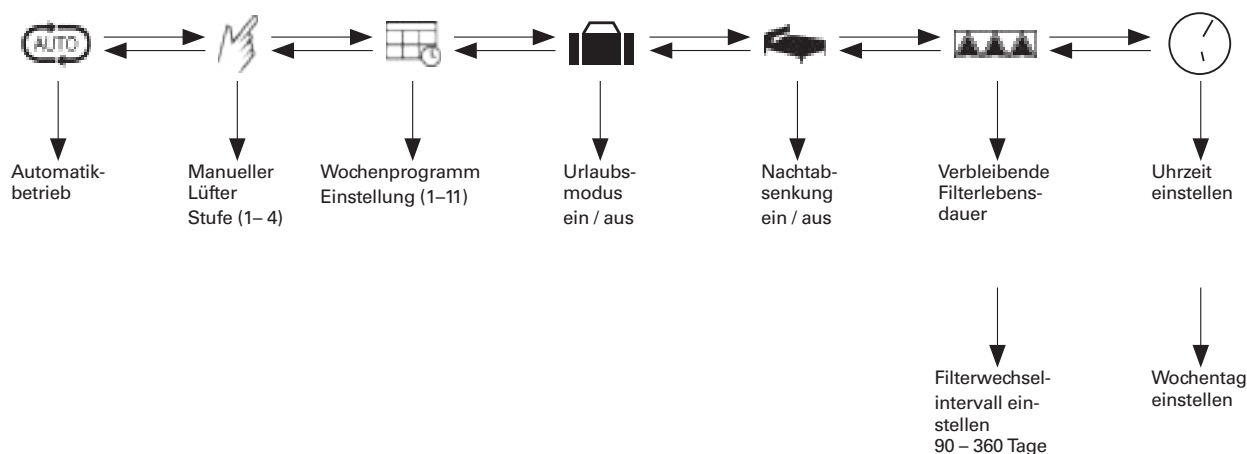 AUTO
Automatik-
betrieb
Manueller
Lüfter
Stufe (1– 4)
Wochenprogramm
Einstellung (1–11)
Urlaubs-
modus
ein / aus
Nachtab-
senkung
ein / aus
Verbleibende
Filterlebens-
dauer
Uhrzeit
einstellen
Filterwechsel-
intervall ein-
stellen
90 – 360 Tage
Wochentag
einstellen